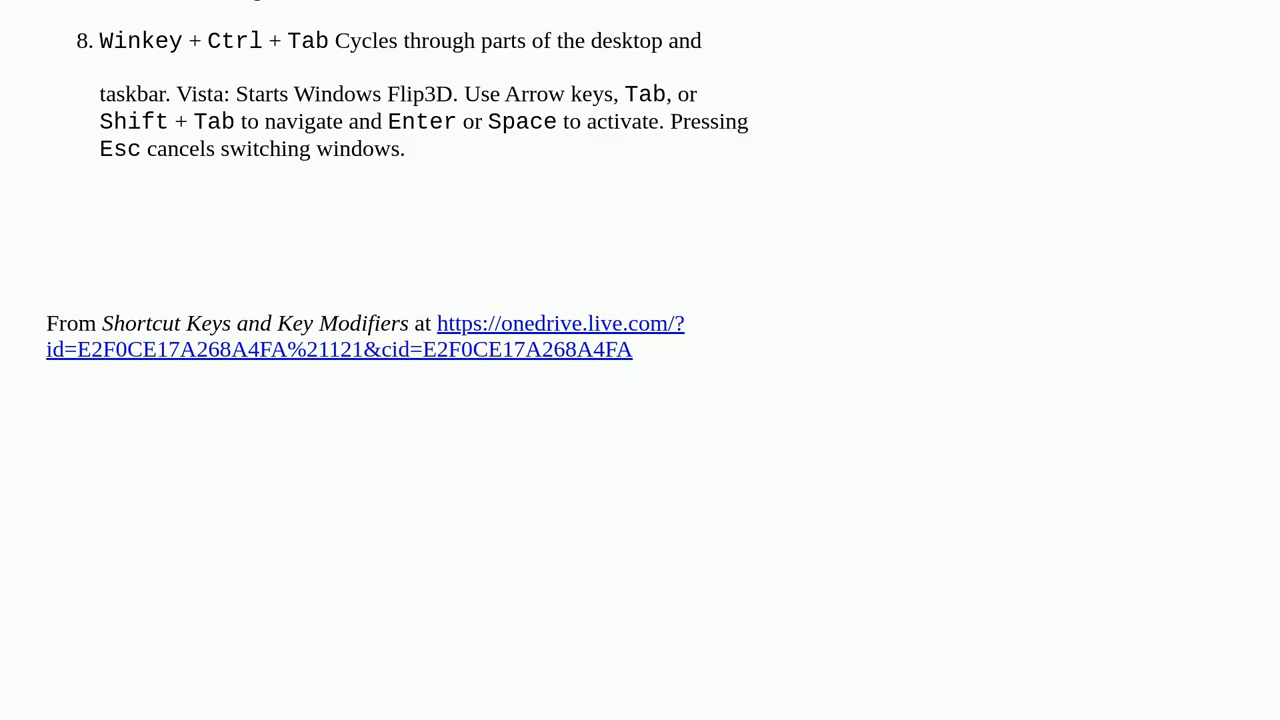 8. Winkey + Ctrl + Tab Cycles through parts of the desktop and
taskbar. Vista: Starts Windows Flip3D. Use Arrow keys, Tab, or
Shift + Tab to navigate and Enter or Space to activate. Pressing
Esc cancels switching windows.
From Shortcut Keys and Key Modifiers at https://onedrive.live.com/?
id=E2F0CE17A268A4FA%21121&cid=E2F0CE17A268A4FA